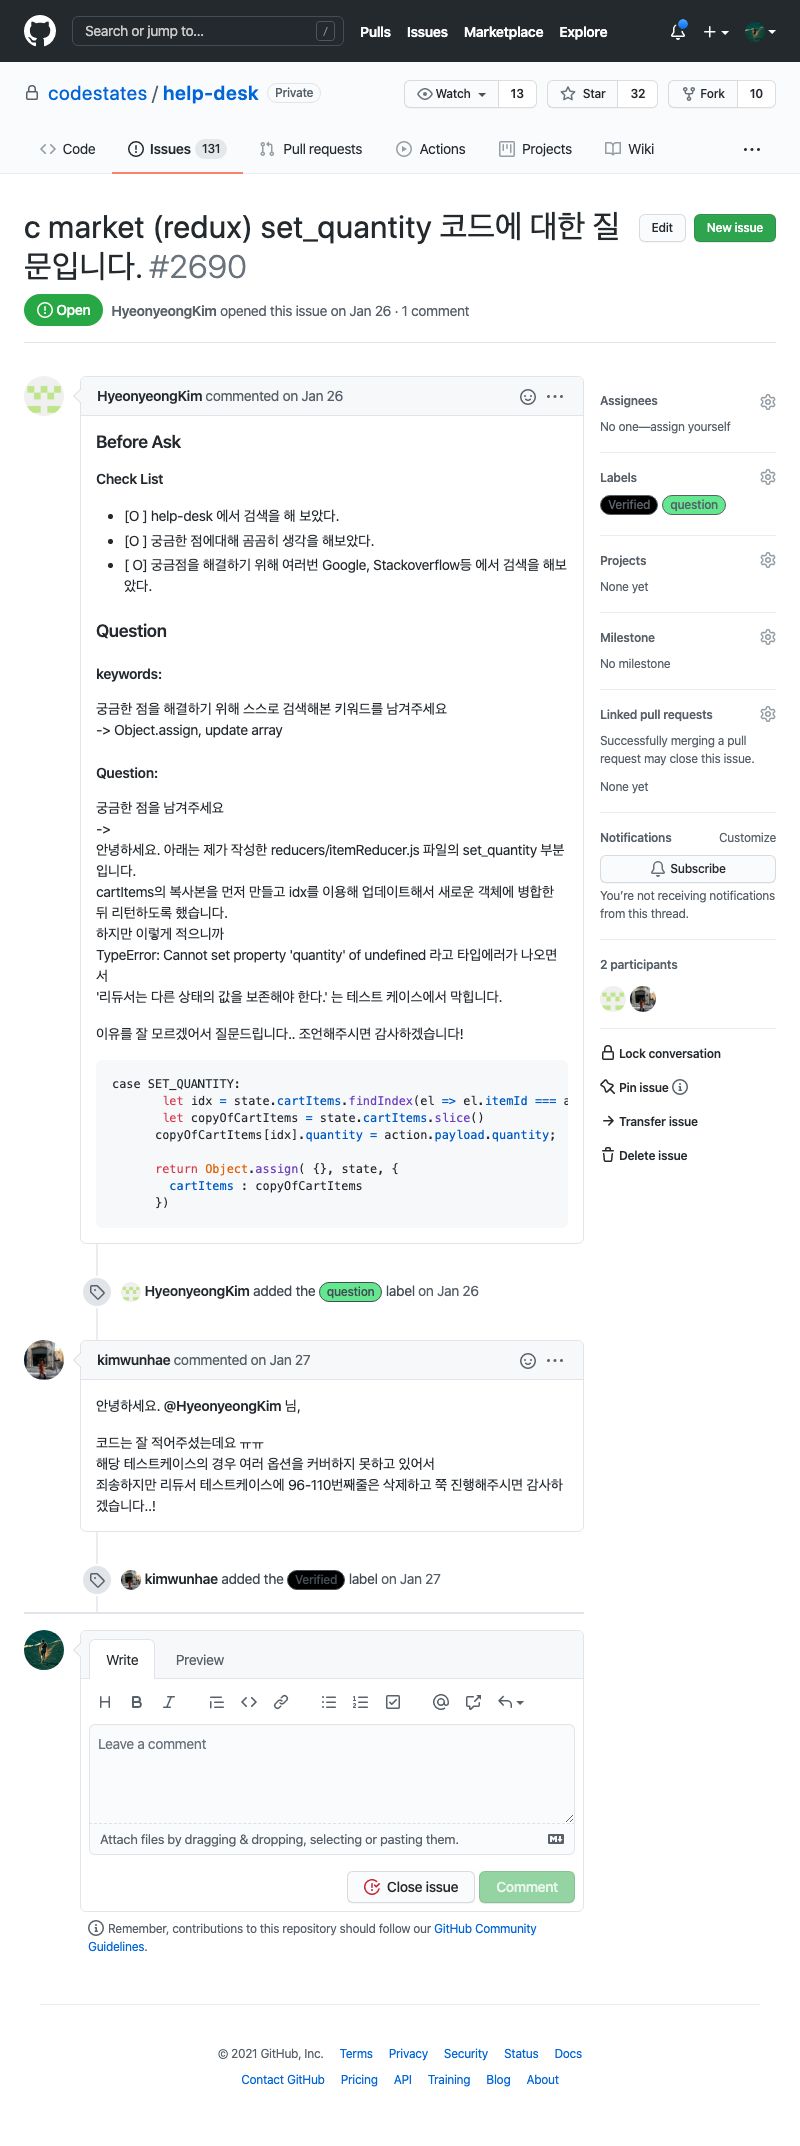 Search or jump to... /
Pulls Issues Marketplace Explore
codestates / help-desk Private
Watch 13 Star 32 Fork 10
Code Issues 131 Pull requests Actions Projects Wiki
c market (redux) set_quantity 코드에 대한 질
문입니다. #2690
Edit New issue
Open HyeonyeongKim opened this issue on Jan 26 · 1 comment
HyeonyeongKim commented on Jan 26
Before Ask
Check List
• [O ] help-desk 에서 검색을 해 보았다.
• [O ] 궁금한 점에대해 곰곰히 생각을 해보았다.
• [ O] 궁금점을 해결하기 위해 여러번 Google, Stackoverflow등 에서 검색을 해보
았다.
Question
keywords:
궁금한 점을 해결하기 위해 스스로 검색해본 키워드를 남겨주세요
-> Object.assign, update array
Question:
궁금한 점을 남겨주세요
->
안녕하세요. 아래는 제가 작성한 reducers/itemReducer.js 파일의 set_quantity 부분
입니다.
cartItems의 복사본을 먼저 만들고 idx를 이용해 업데이트해서 새로운 객체에 병합한
뒤 리턴하도록 했습니다.
하지만 이렇게 적으니까
TypeError: Cannot set property 'quantity' of undefined 라고 타입에러가 나오면
서
'리듀서는 다른 상태의 값을 보존해야 한다.' 는 테스트 케이스에서 막힙니다.
이유를 잘 모르겠어서 질문드립니다.. 조언해주시면 감사하겠습니다!
case SET_QUANTITY:
let idx = state.cartItems.findIndex(el => el.itemId === a
let copyOfCartItems = state.cartItems.slice()
copyOfCartItems[idx].quantity = action.payload.quantity;
return Object.assign( {}, state, {
cartItems : copyOfCartItems
})
HyeonyeongKim added the question label on Jan 26
kimwunhae commented on Jan 27
안녕하세요. @HyeonyeongKim 님,
코드는 잘 적어주셨는데요 ㅠㅠ
해당 테스트케이스의 경우 여러 옵션을 커버하지 못하고 있어서
죄송하지만 리듀서 테스트케이스에 96-110번째줄은 삭제하고 쭉 진행해주시면 감사하
겠습니다..!
kimwunhae added the Verified label on Jan 27
Write Preview
Leave a comment
Attach files by dragging & dropping, selecting or pasting them.
Close issue Comment
Remember, contributions to this repository should follow our GitHub Community
Guidelines.
Assignees
No one—assign yourself
Labels
Verified question
Projects
None yet
Milestone
No milestone
Linked pull requests
Successfully merging a pull
request may close this issue.
None yet
Notifications Customize
Subscribe
You're not receiving notifications
from this thread.
2 participants
Lock conversation
Pin issue
Transfer issue
Delete issue
© 2021 GitHub, Inc. Terms Privacy Security Status Docs
Contact GitHub Pricing API Training Blog About